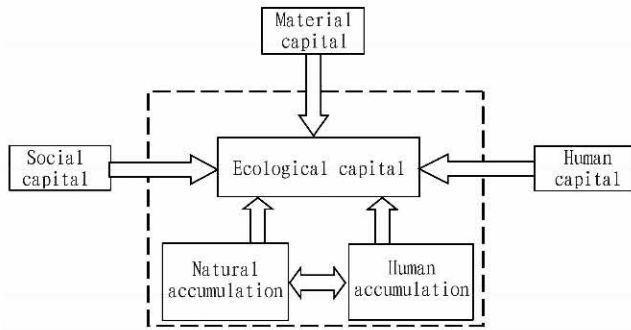 Material
capital
Social
capital
Ecological capital
Human
capital
Natural
accumulation
Human
accumulation